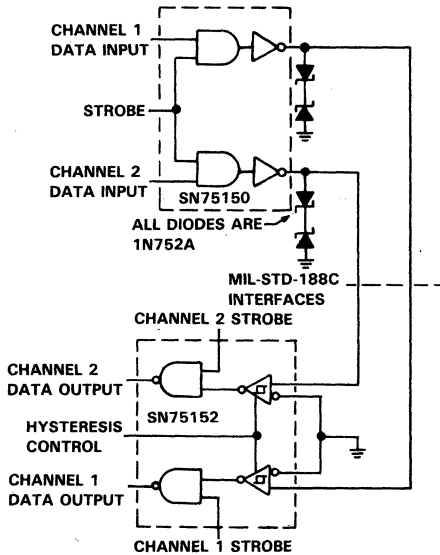 CHANNEL 1
DATA INPUT
STROBE
CHANNEL 2
DATA INPUT
SN75150
ALL DIODES ARE
1N752A
MIL-STD-188C
INTERFACES
CHANNEL 2 STROBE
CHANNEL 2
DATA OUTPUT
SN75152
HYSTERESIS
CONTROL
CHANNEL 1
DATA OUTPUT
CHANNEL 1 STROBE